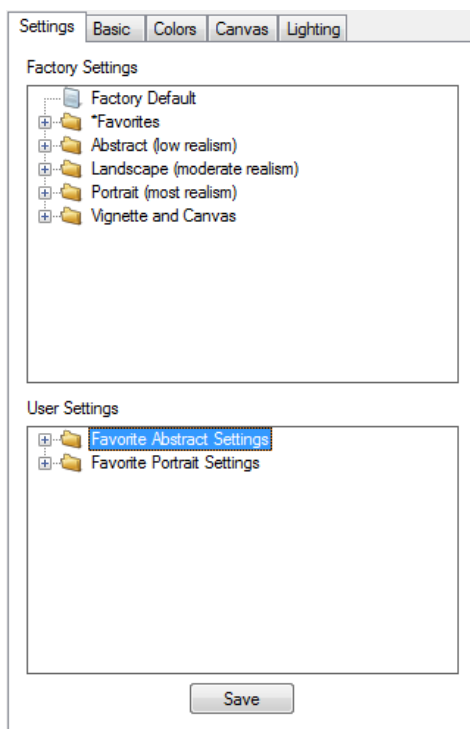 Settings Basic Colors Canvas Lighting
Factory Settings
Factory Default
*Favorites
Abstract (low realism)
Landscape (moderate realism)
Portrait (most realism)
Vignette and Canvas
User Settings
Favorite Abstract Settings
Favorite Portrait Settings
Save